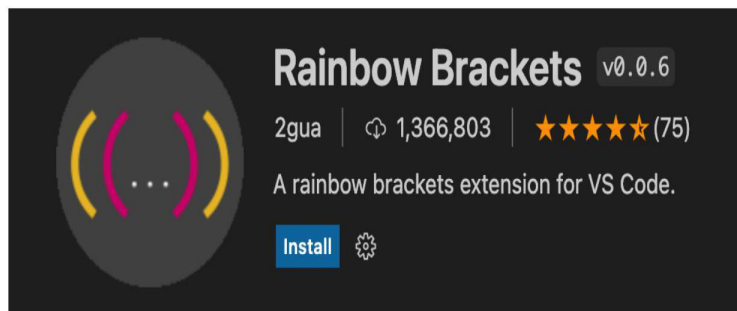 Rainbow Brackets v0.0.6
2gua 1,366,803 (75)
A rainbow brackets extension for VS Code.
Install
((...))